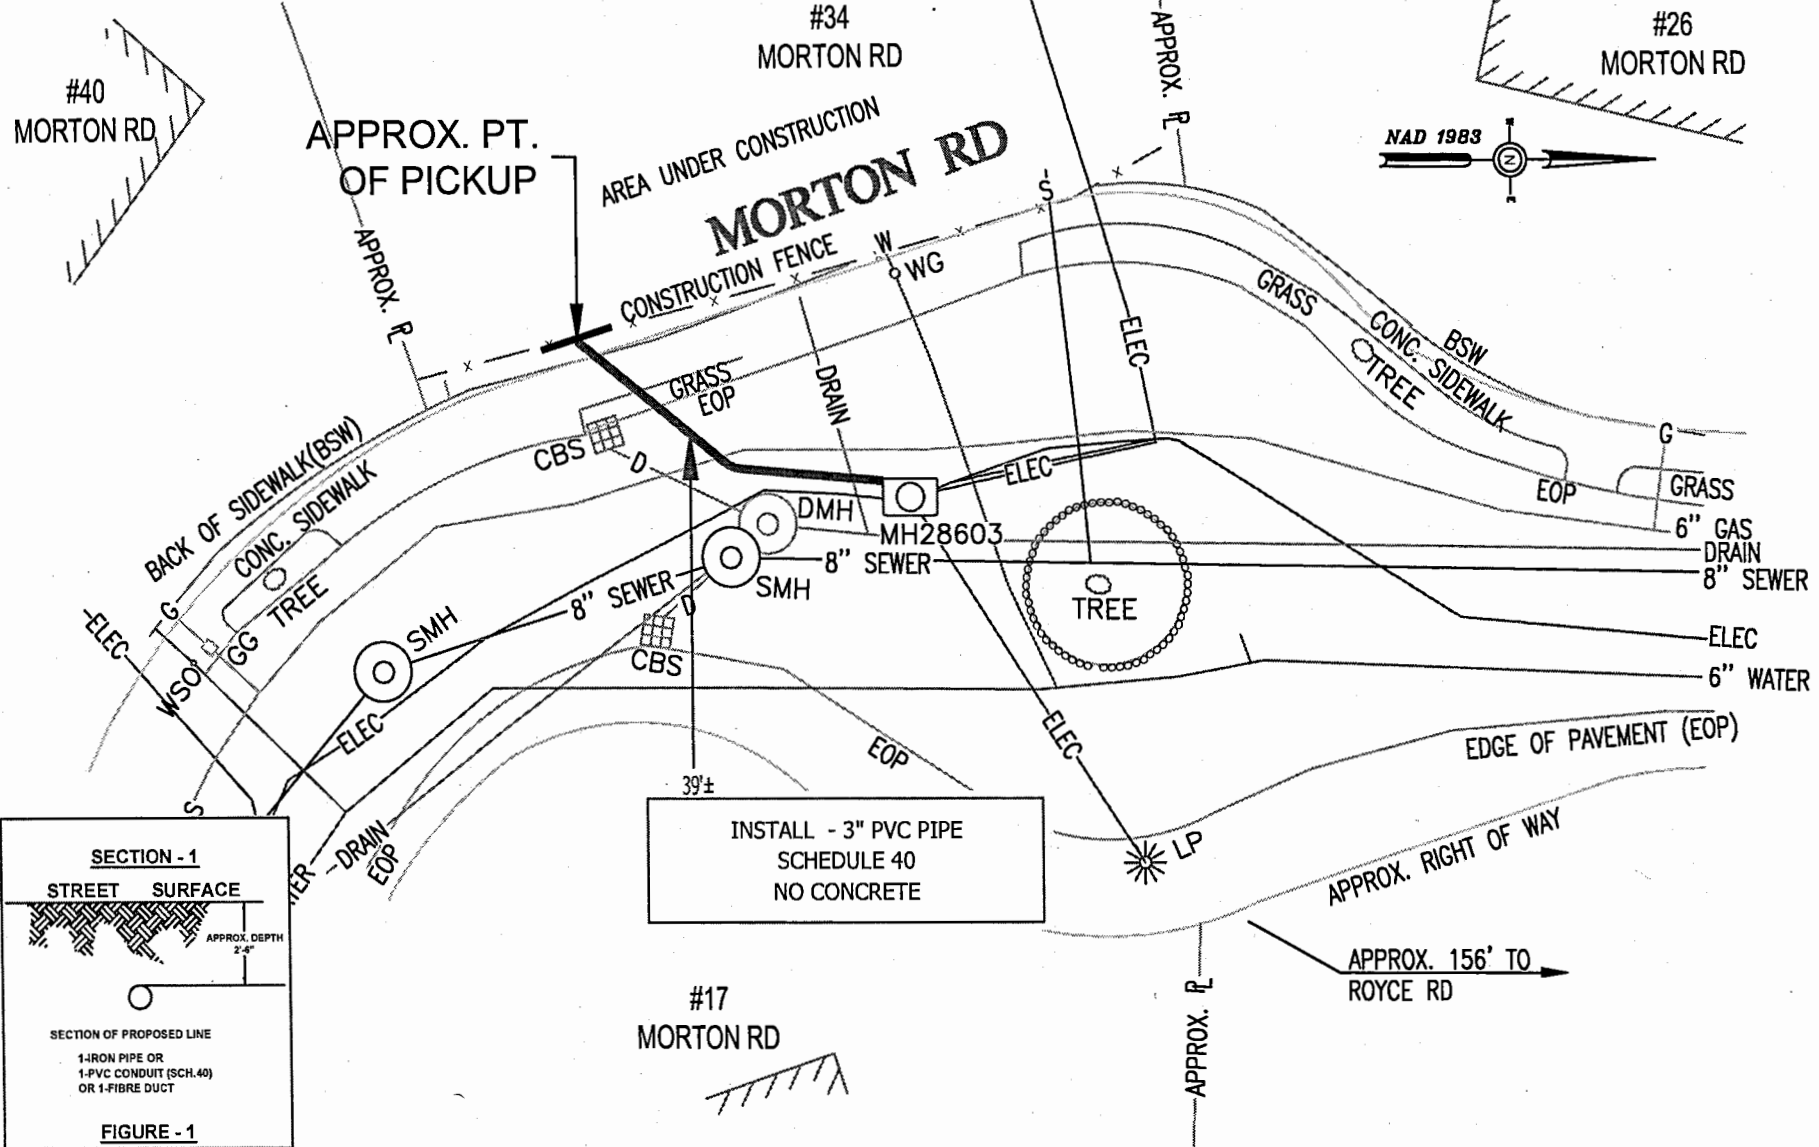 #34
MORTON RD
#26
MORTON RD
#40
MORTON RD
APPROX. PT.
OF PICKUP
AREA UNDER CONSTRUCTION
MORTON RD
APPROX. PL
NAD 1983
N
CONSTRUCTION FENCE
W
WG
S
APPROX. PL
ELEC
GRASS
CONC. SIDEWALK
BSW
TREE
GRASS
EOP
DRAIN
G
BACK OF SIDEWALK(BSW)
CONC. SIDEWALK
CBS
D
ELEC
EOP
GRASS
DMH
MH28603
6" GAS
DRAIN
8" SEWER
8" SEWER
8" SEWER
SMH
D
CBS
TREE
TREE
G
GG
WSO
ELEC
SMH
ELEC
ELEC
6" WATER
ELEC
EOP
EDGE OF PAVEMENT (EOP)
S
39'±
INSTALL - 3" PVC PIPE
SCHEDULE 40
NO CONCRETE
DRAIN
EOP
LP
APPROX. RIGHT OF WAY
SECTION - 1
STREET SURFACE
APPROX. DEPTH
2'-6"
SECTION OF PROPOSED LINE
1-IRON PIPE OR
1-PVC CONDUIT (SCH.40)
OR 1-FIBRE DUCT
FIGURE - 1
#17
MORTON RD
APPROX. 156' TO
ROYCE RD
APPROX. PL